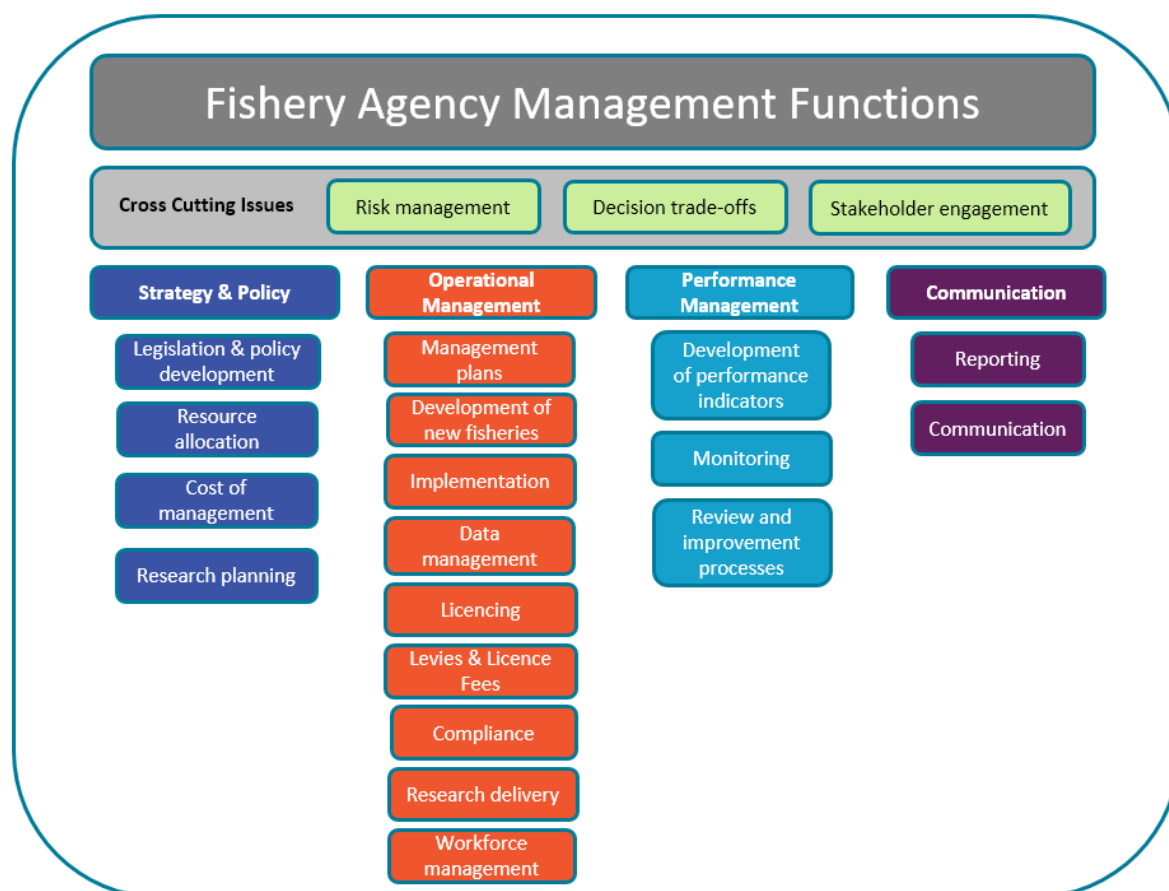 Fishery Agency Management Functions
Cross Cutting Issues
Risk management
Decision trade-offs
Stakeholder engagement
Strategy & Policy
Legislation & policy
development
Resource
allocation
Cost of
management
Research planning
Operational
Management
Management
plans
Development of
new fisheries
Implementation
Data
management
Licencing
Levies & Licence
Fees
Compliance
Research delivery
Workforce
management
Performance
Management
Development
of performance
indicators
Monitoring
Review and
improvement
processes
Communication
Reporting
Communication